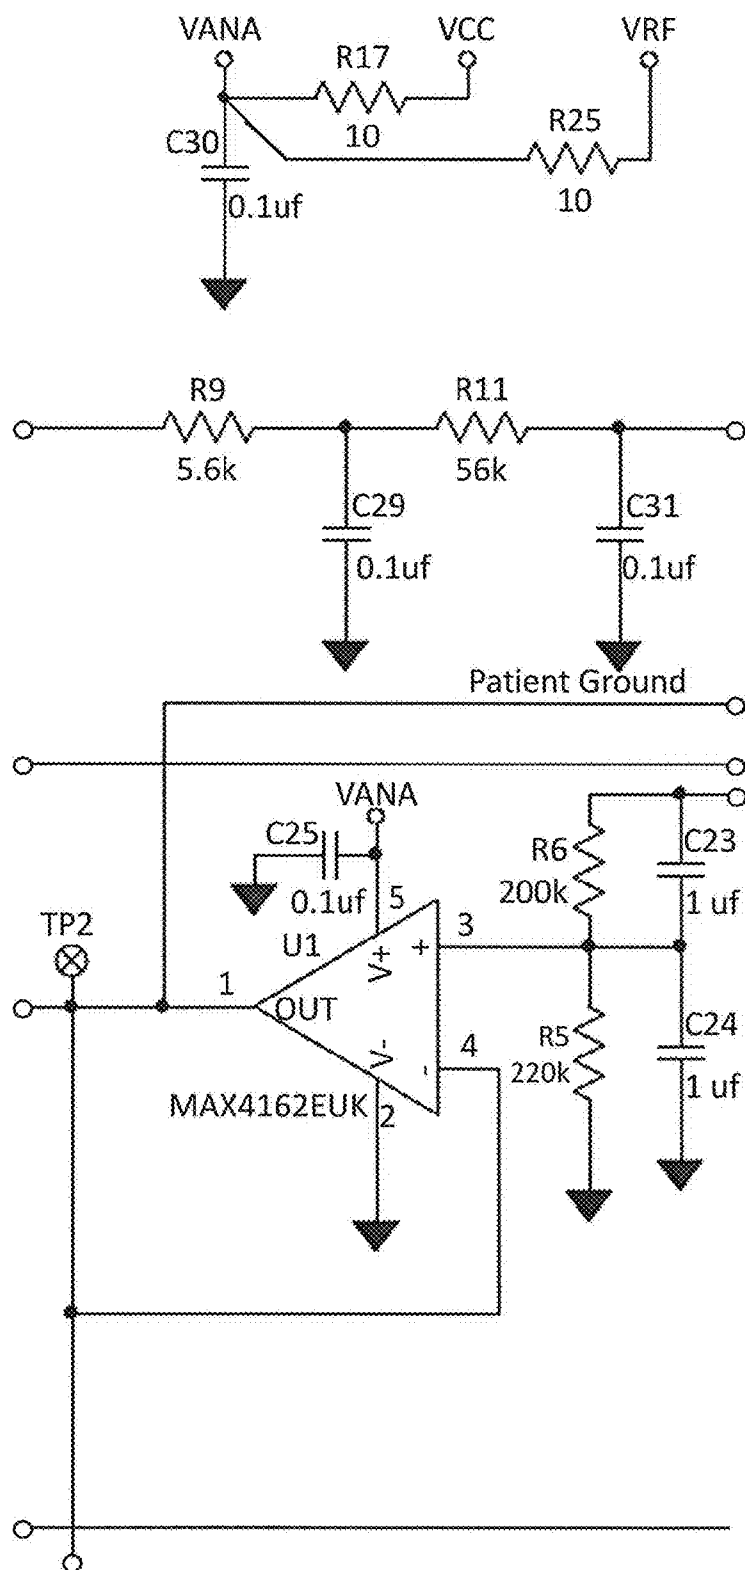 VANA VCC VRF
R17
10
R25
10
C30
0.1uf
R9
5.6k
R11
56k
C29
0.1uf
C31
0.1uf
Patient Ground
VANA
C25
0.1uf
5
U1
V+
+
3
R6
200k
C23
1 uf
TP2
1
OUT
V-
-
4
R5
220k
C24
1 uf
MAX4162EUK
2